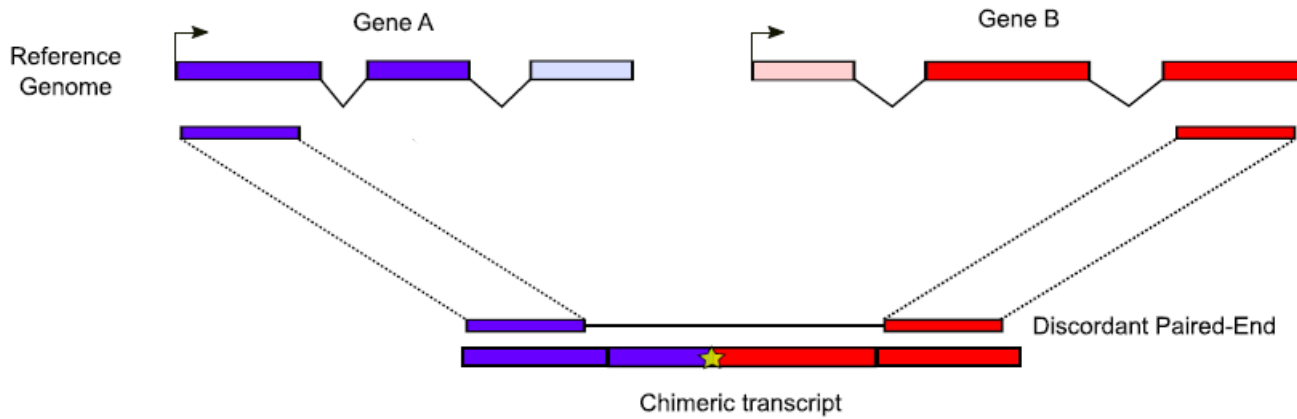 Gene A
Gene B
Reference
Genome
Discordant Paired-End
Chimeric transcript